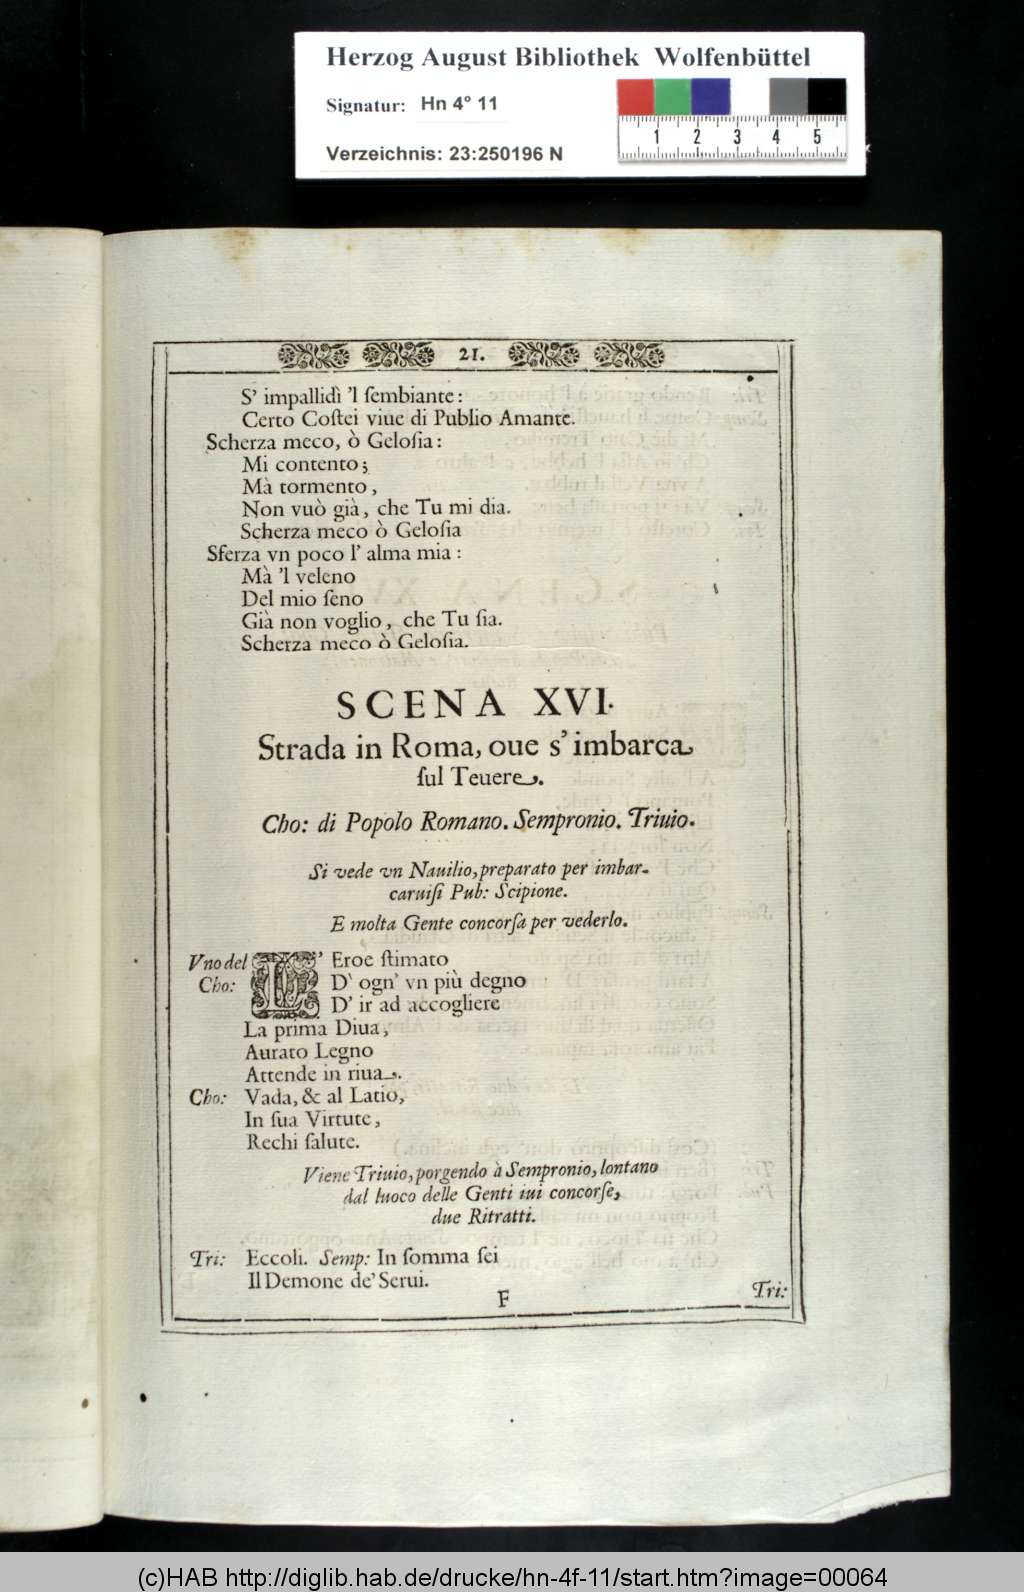 Herzog August Bibliothek Wolfenbüttel
Signatur: Hn 4° 11
1 2 3 4 5
Verzeichnis: 23:250196 N
21.
S' impallidì 'l ſembiante:
Certo Coſtei viue di Publio Amante.
Scherza meco, ò Geloſia:
Mi contento;
Mà tormento,
Non vuò già, che Tu mi dia.
Scherza meco ò Geloſia
Sferza vn poco l' alma mia:
Mà 'l veleno
Del mio ſeno
Già non voglio, che Tu ſia.
Scherza meco ò Geloſia.
SCENA XVI.
Strada in Roma, oue s' imbarca
ſul Teuere.
Cho: di Popolo Romano. Sempronio. Triuio.
Si vede vn Nauilio, preparato per imbar-
caruiſi Pub: Scipione.
E molta Gente concorſa per vederlo.
Vno del L' Eroe ſtimato
Cho: D' ogn' vn più degno
D' ir ad accogliere
La prima Diua,
Aurato Legno
Attende in riua.
Cho: Vada, & al Latio,
In ſua Virtute,
Rechi ſalute.
Viene Triuio, porgendo à Sempronio, lontano
dal luoco delle Genti iui concorſe,
due Ritratti.
Tri: Eccoli. Semp: In ſomma ſei
Il Demone de' Serui.
F
Tri:
(c)HAB http://diglib.hab.de/drucke/hn-4f-11/start.htm?image=00064